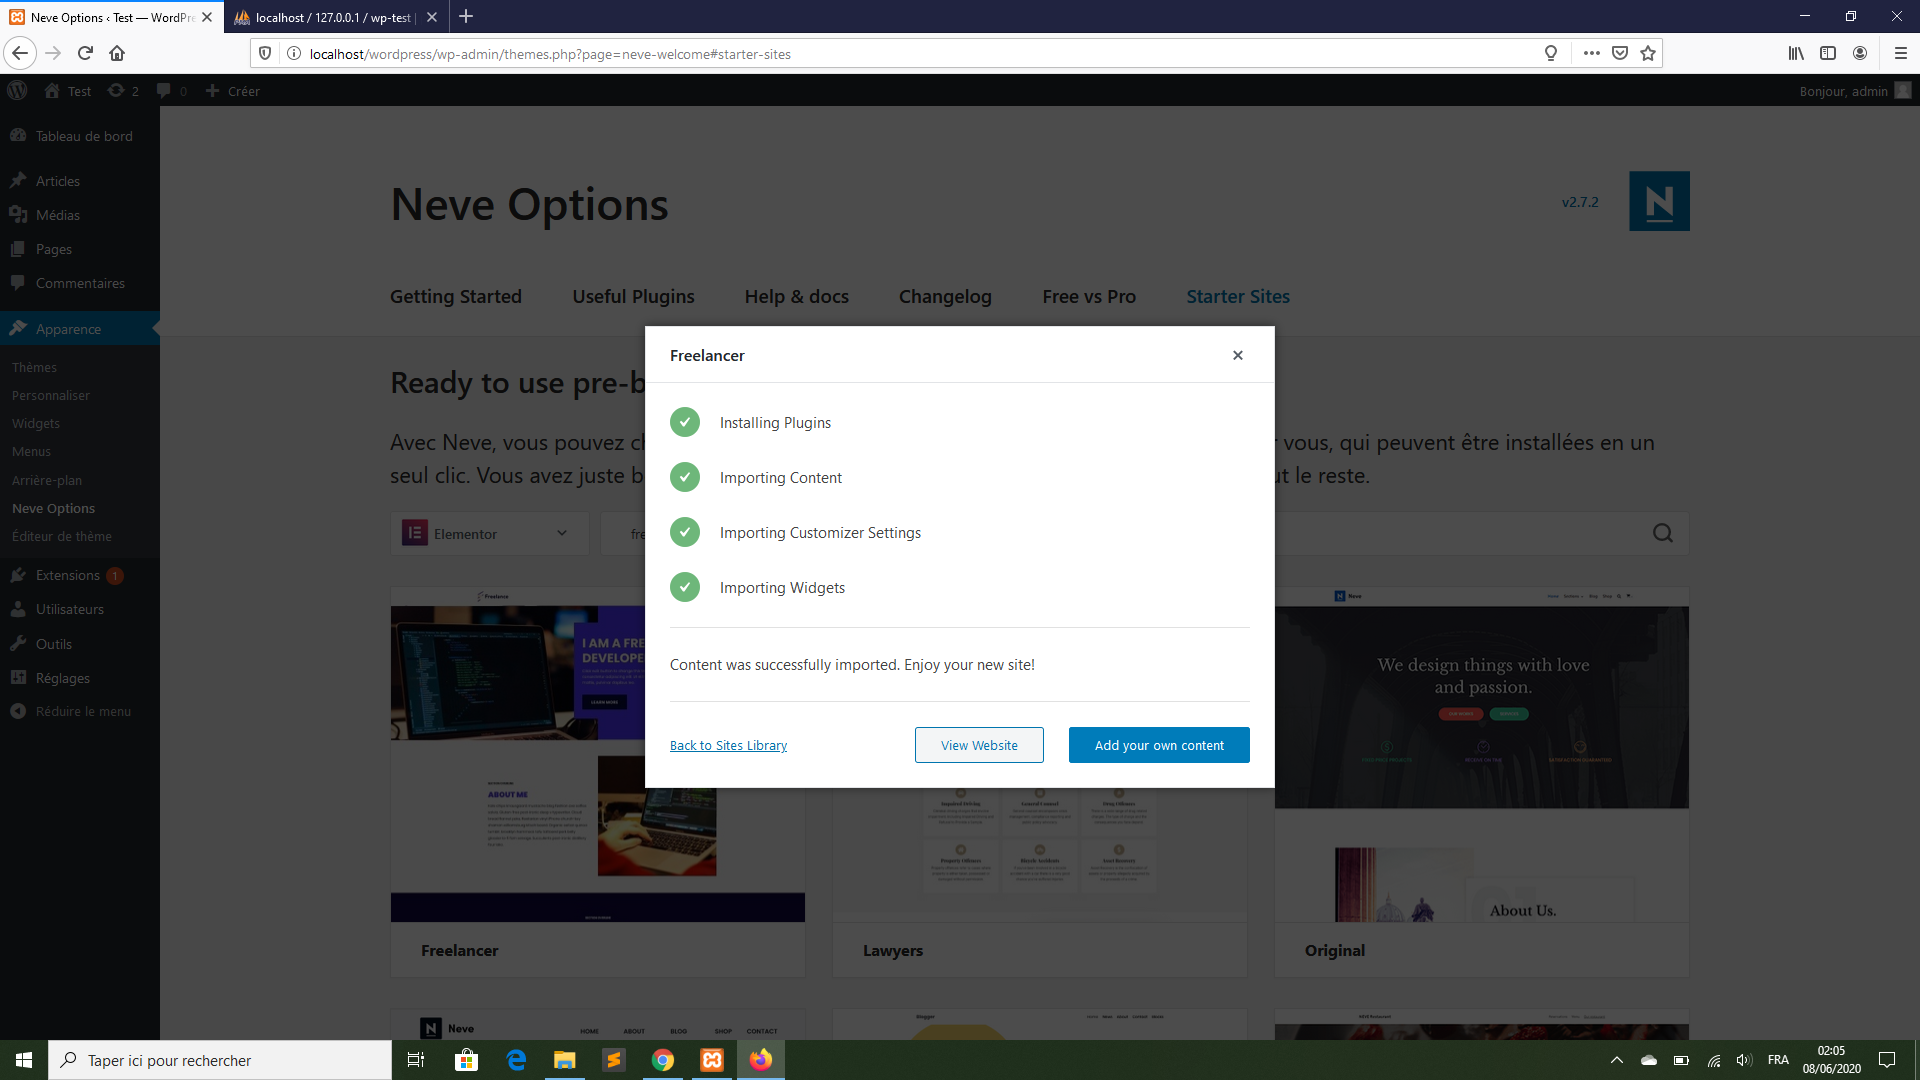 Neve Options ‹ Test — WordPre
localhost / 127.0.0.1 / wp-test |
localhost/wordpress/wp-admin/themes.php?page=neve-welcome#starter-sites
Test
2
0
Créer
Bonjour, admin
Tableau de bord
Articles
Médias
Pages
Commentaires
Apparence
Thèmes
Personnaliser
Widgets
Menus
Arrière-plan
Neve Options
Éditeur de thème
Extensions 1
Utilisateurs
Outils
Réglages
Réduire le menu
Neve Options
v2.7.2
N
Getting Started
Useful Plugins
Help & docs
Changelog
Free vs Pro
Starter Sites
Ready to use pre-b
Avec Neve, vous pouvez ch
r vous, qui peuvent être installées en un
seul clic. Vous avez juste b
ut le reste.
Elementor
fre
Freelancer
Installing Plugins
Importing Content
Importing Customizer Settings
Importing Widgets
Content was successfully imported. Enjoy your new site!
Back to Sites Library
View Website
Add your own content
Freelance
I AM A FRE
DEVELOPE
LEARN MORE
ABOUT ME
Freelancer
Lawyers
Neve
We design things with love
and passion.
About Us.
Original
Neve
HOME
ABOUT
BLOG
SHOP
CONTACT
Taper ici pour rechercher
FRA
02:05
08/06/2020